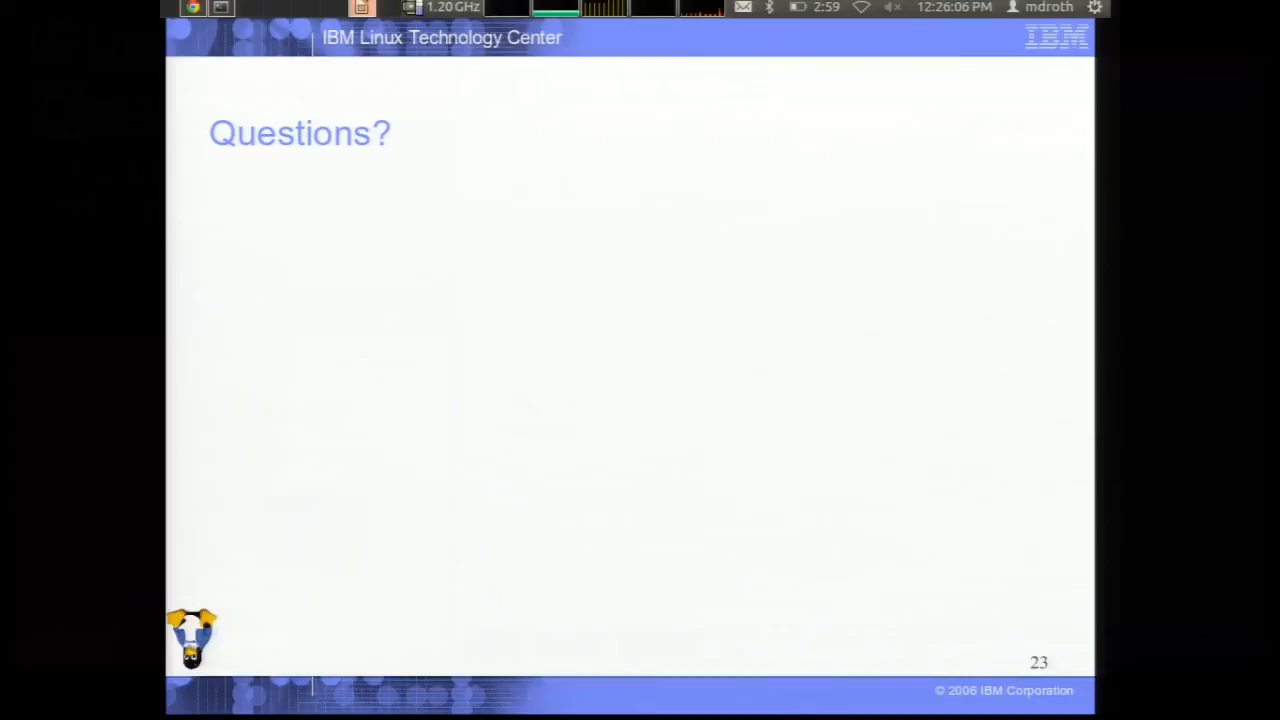 1.20 GHz 2:59 12:26:06 PM mdroth
IBM Linux Technology Center IBM
Questions?
23
© 2006 IBM Corporation